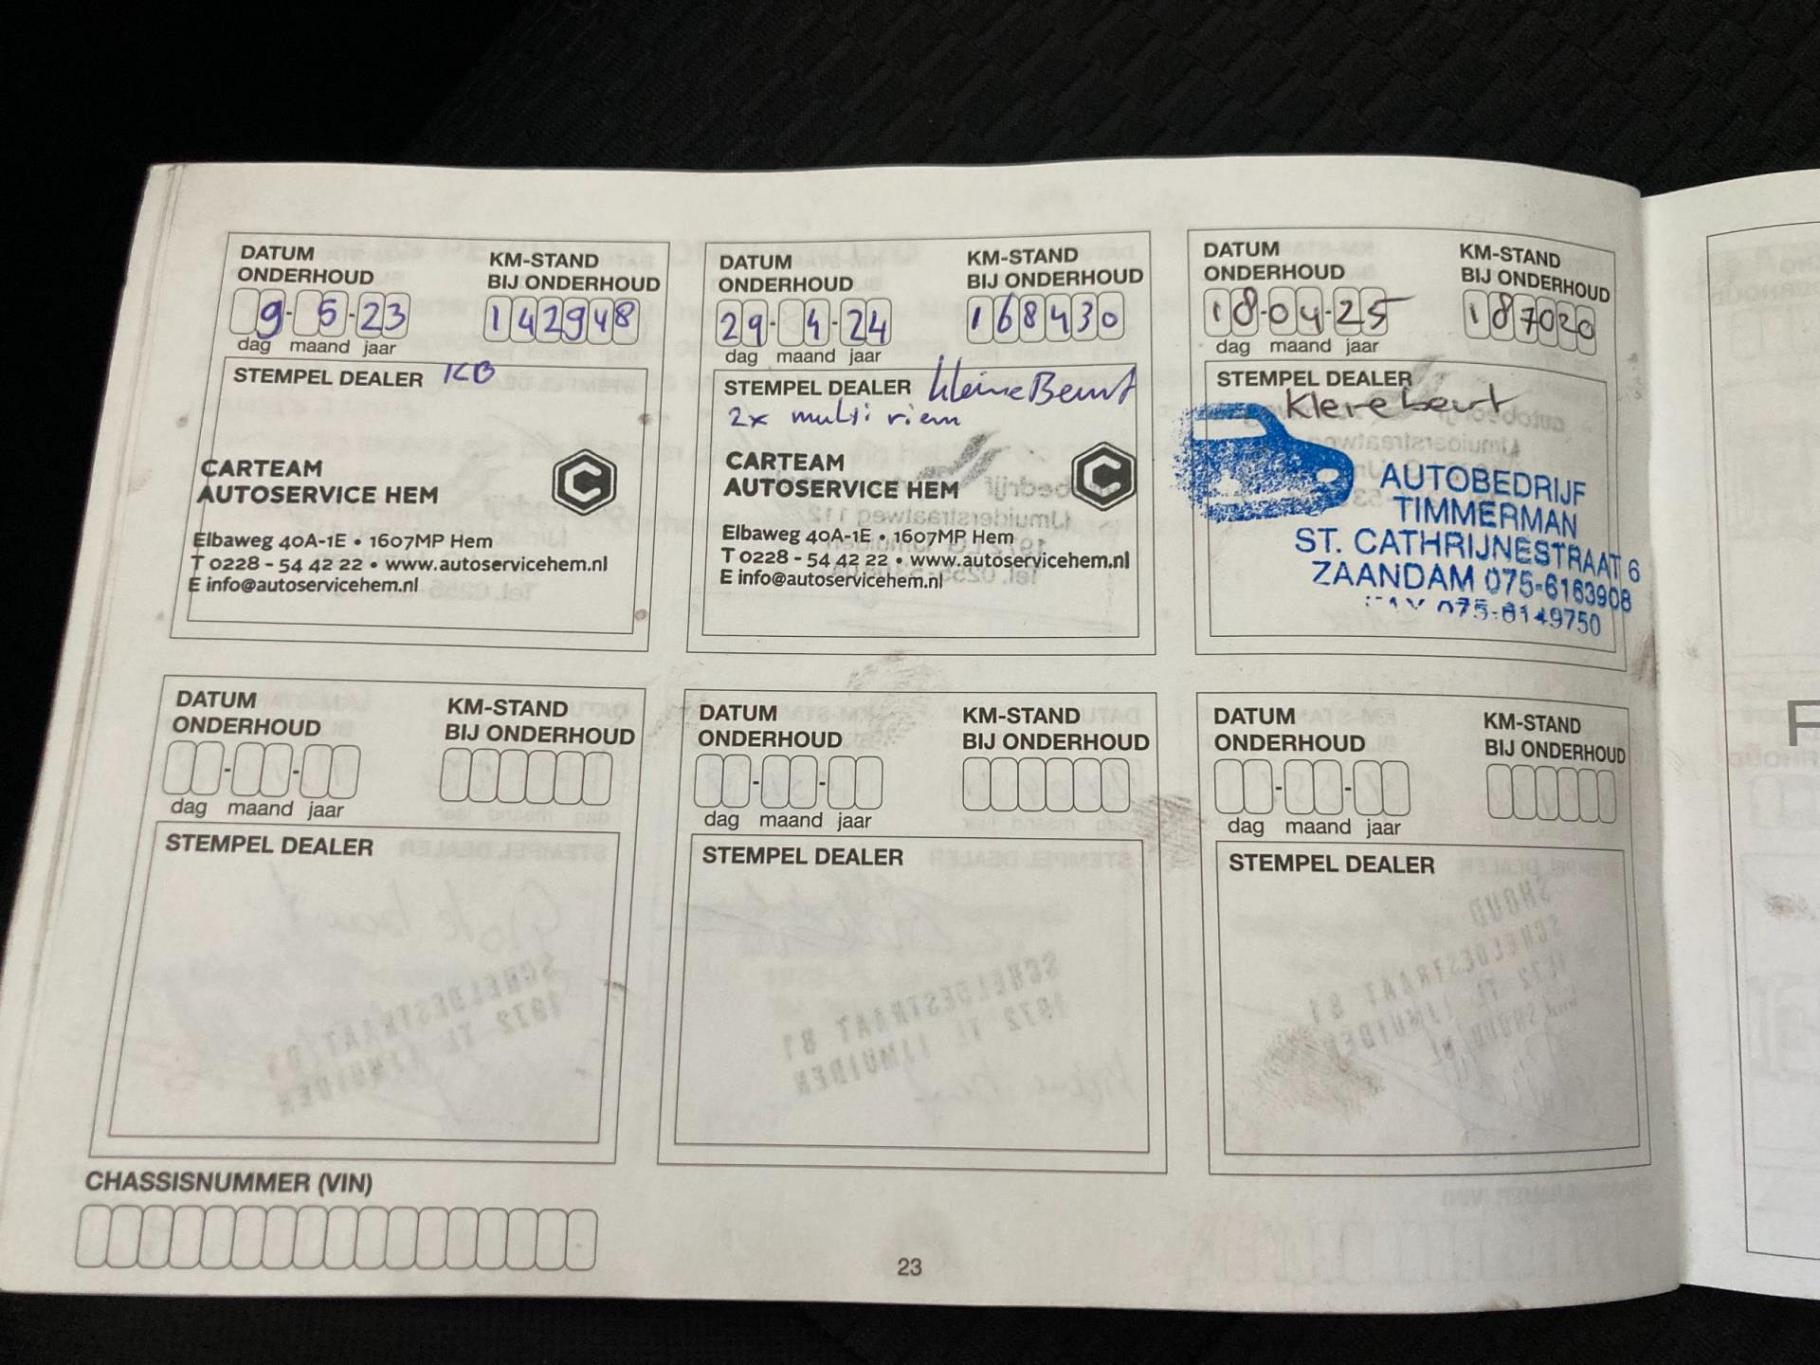 DATUM
ONDERHOUD
KM-STAND
BIJ ONDERHOUD
9-5-23
142948
dag maand jaar
STEMPEL DEALER KB
CARTEAM
AUTOSERVICE HEM
Elbaweg 40A-1E • 1607MP Hem
T 0228 - 54 42 22 • www.autoservicehem.nl
E info@autoservicehem.nl
DATUM
ONDERHOUD
KM-STAND
BIJ ONDERHOUD
29-4-24
168430
dag maand jaar
STEMPEL DEALER kleine Beurt
2x multi riem
CARTEAM
AUTOSERVICE HEM
Elbaweg 40A-1E • 1607MP Hem
T 0228 - 54 42 22 • www.autoservicehem.nl
E info@autoservicehem.nl
DATUM
ONDERHOUD
KM-STAND
BIJ ONDERHOUD
18-04-25
187020
dag maand jaar
STEMPEL DEALER
AUTOBEDRIJF
TIMMERMAN
ST. CATHRIJNESTRAAT 6
ZAANDAM 075-6163908
075-6149750
DATUM
ONDERHOUD
KM-STAND
BIJ ONDERHOUD
dag maand jaar
STEMPEL DEALER
DATUM
ONDERHOUD
KM-STAND
BIJ ONDERHOUD
dag maand jaar
STEMPEL DEALER
DATUM
ONDERHOUD
KM-STAND
BIJ ONDERHOUD
dag maand jaar
STEMPEL DEALER
CHASSISNUMMER (VIN)
23